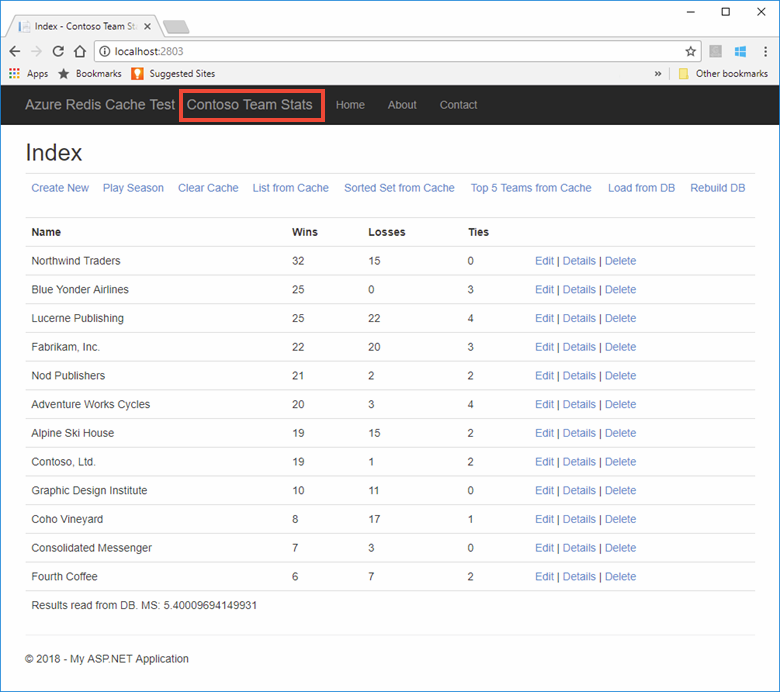 Index - Contoso Team St
localhost:2803
Apps Bookmarks Suggested Sites » Other bookmarks
Azure Redis Cache Test Contoso Team Stats Home About Contact
Index
Create New Play Season Clear Cache List from Cache Sorted Set from Cache Top 5 Teams from Cache Load from DB Rebuild DB
Name Wins Losses Ties
Northwind Traders 32 15 0 Edit | Details | Delete
Blue Yonder Airlines 25 0 3 Edit | Details | Delete
Lucerne Publishing 25 22 4 Edit | Details | Delete
Fabrikam, Inc. 22 20 3 Edit | Details | Delete
Nod Publishers 21 2 2 Edit | Details | Delete
Adventure Works Cycles 20 3 4 Edit | Details | Delete
Alpine Ski House 19 15 2 Edit | Details | Delete
Contoso, Ltd. 19 1 2 Edit | Details | Delete
Graphic Design Institute 10 11 0 Edit | Details | Delete
Coho Vineyard 8 17 1 Edit | Details | Delete
Consolidated Messenger 7 3 0 Edit | Details | Delete
Fourth Coffee 6 7 2 Edit | Details | Delete
Results read from DB. MS: 5.40009694149931
© 2018 - My ASP.NET Application